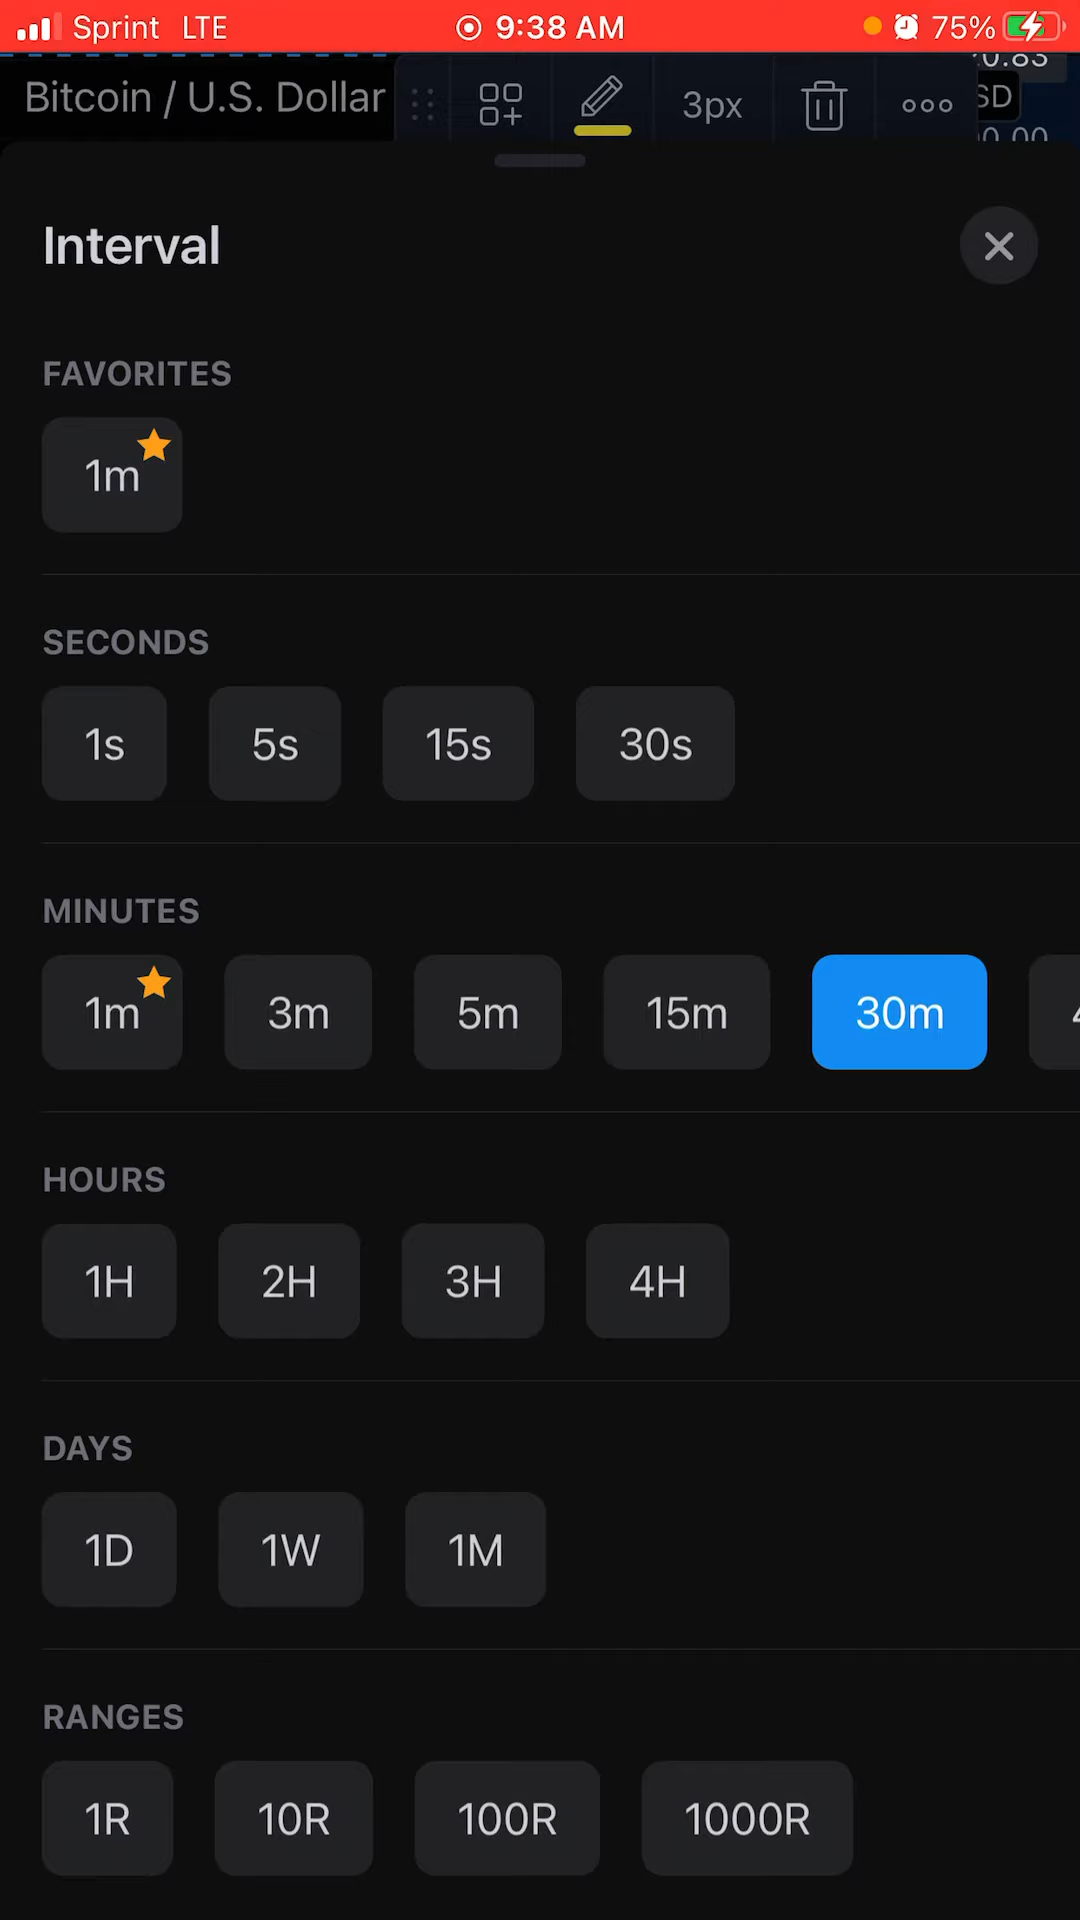 Sprint LTE 9:38 AM 75%
Bitcoin / U.S. Dollar 3px
Interval
FAVORITES
1m
SECONDS
1s 5s 15s 30s
MINUTES
1m 3m 5m 15m 30m
HOURS
1H 2H 3H 4H
DAYS
1D 1W 1M
RANGES
1R 10R 100R 1000R